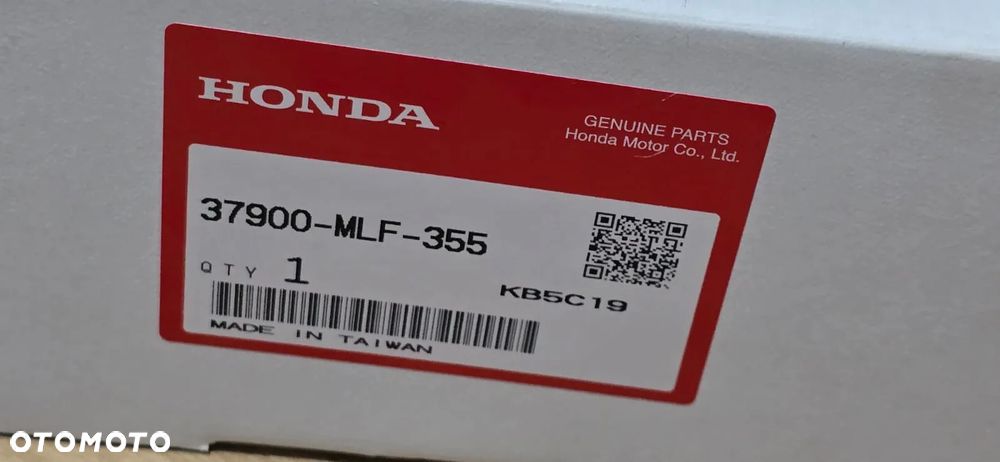 HONDA
GENUINE PARTS
Honda Motor Co., Ltd.
37900-MLF-355
QTY 1
KB5C19
MADE IN TAIWAN
OTOMOTO